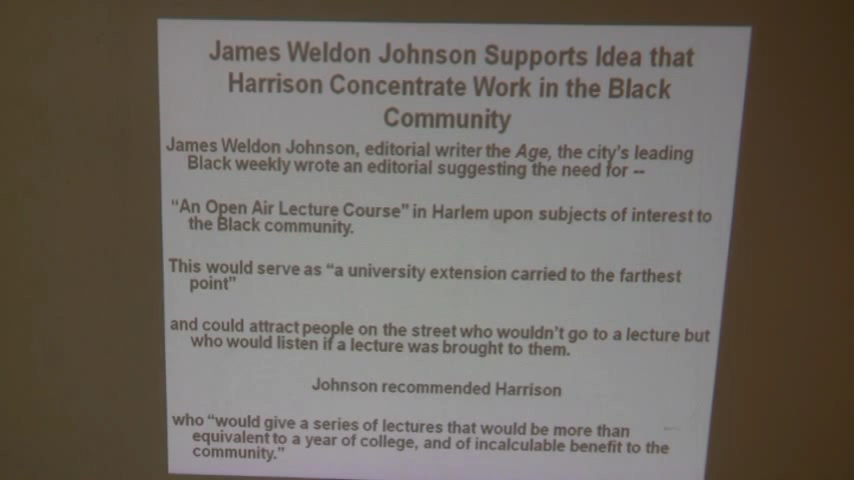 James Weldon Johnson Supports Idea that
Harrison Concentrate Work in the Black
Community
James Weldon Johnson, editorial writer the Age, the city's leading
Black weekly wrote an editorial suggesting the need for --
“An Open Air Lecture Course” in Harlem upon subjects of interest to
the Black community.
This would serve as “a university extension carried to the farthest
point”
and could attract people on the street who wouldn't go to a lecture but
who would listen if a lecture was brought to them.
Johnson recommended Harrison
who “would give a series of lectures that would be more than
equivalent to a year of college, and of incalculable benefit to the
community.”